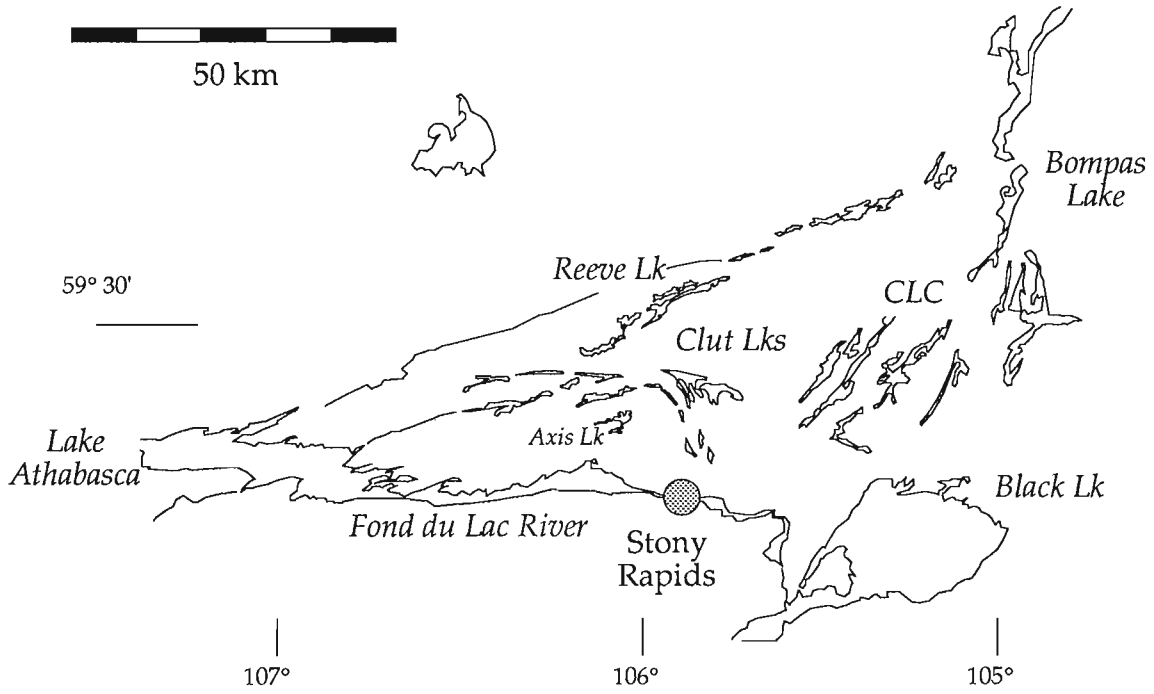 50 km
Bompas
Lake
Reeve Lk
59° 30'
CLC
Clut Lks
Axis Lk
Lake
Athabasca
Black Lk
Fond du Lac River
Stony
Rapids
107°
106°
105°